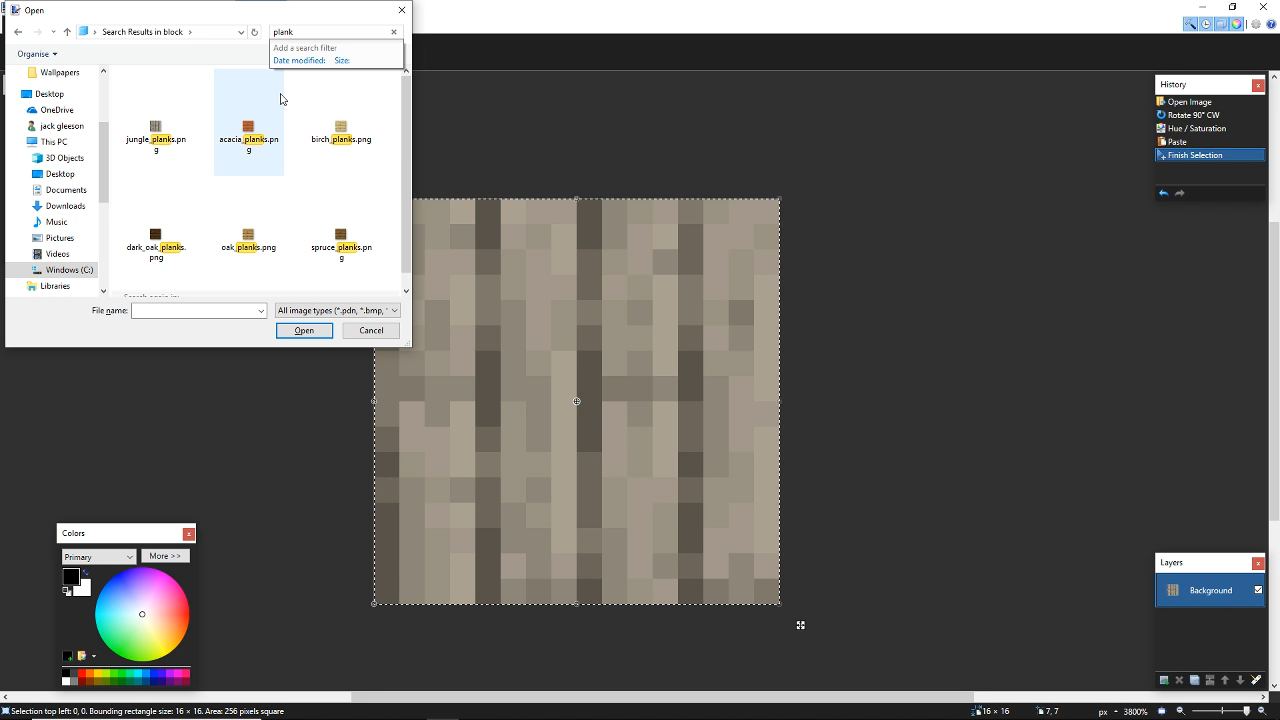 Open
Search Results in block
plank
Add a search filter
Date modified: Size:
Organise
Wallpapers
Desktop
OneDrive
jack gleeson
This PC
3D Objects
Desktop
Documents
Downloads
Music
Pictures
Videos
Windows (C:)
Libraries
jungle_planks.pn
g
acacia_planks.pn
g
birch_planks.png
dark_oak_planks.
png
oak_planks.png
spruce_planks.pn
g
File name:
All image types (*.pdn, *.bmp, '
Open
Cancel
History
Open Image
Rotate 90° CW
Hue / Saturation
Paste
Finish Selection
Colors
Primary
More >>
Layers
Background
Selection top left: 0, 0. Bounding rectangle size: 16 × 16. Area: 256 pixels square
16 × 16
7, 7
px
3800%